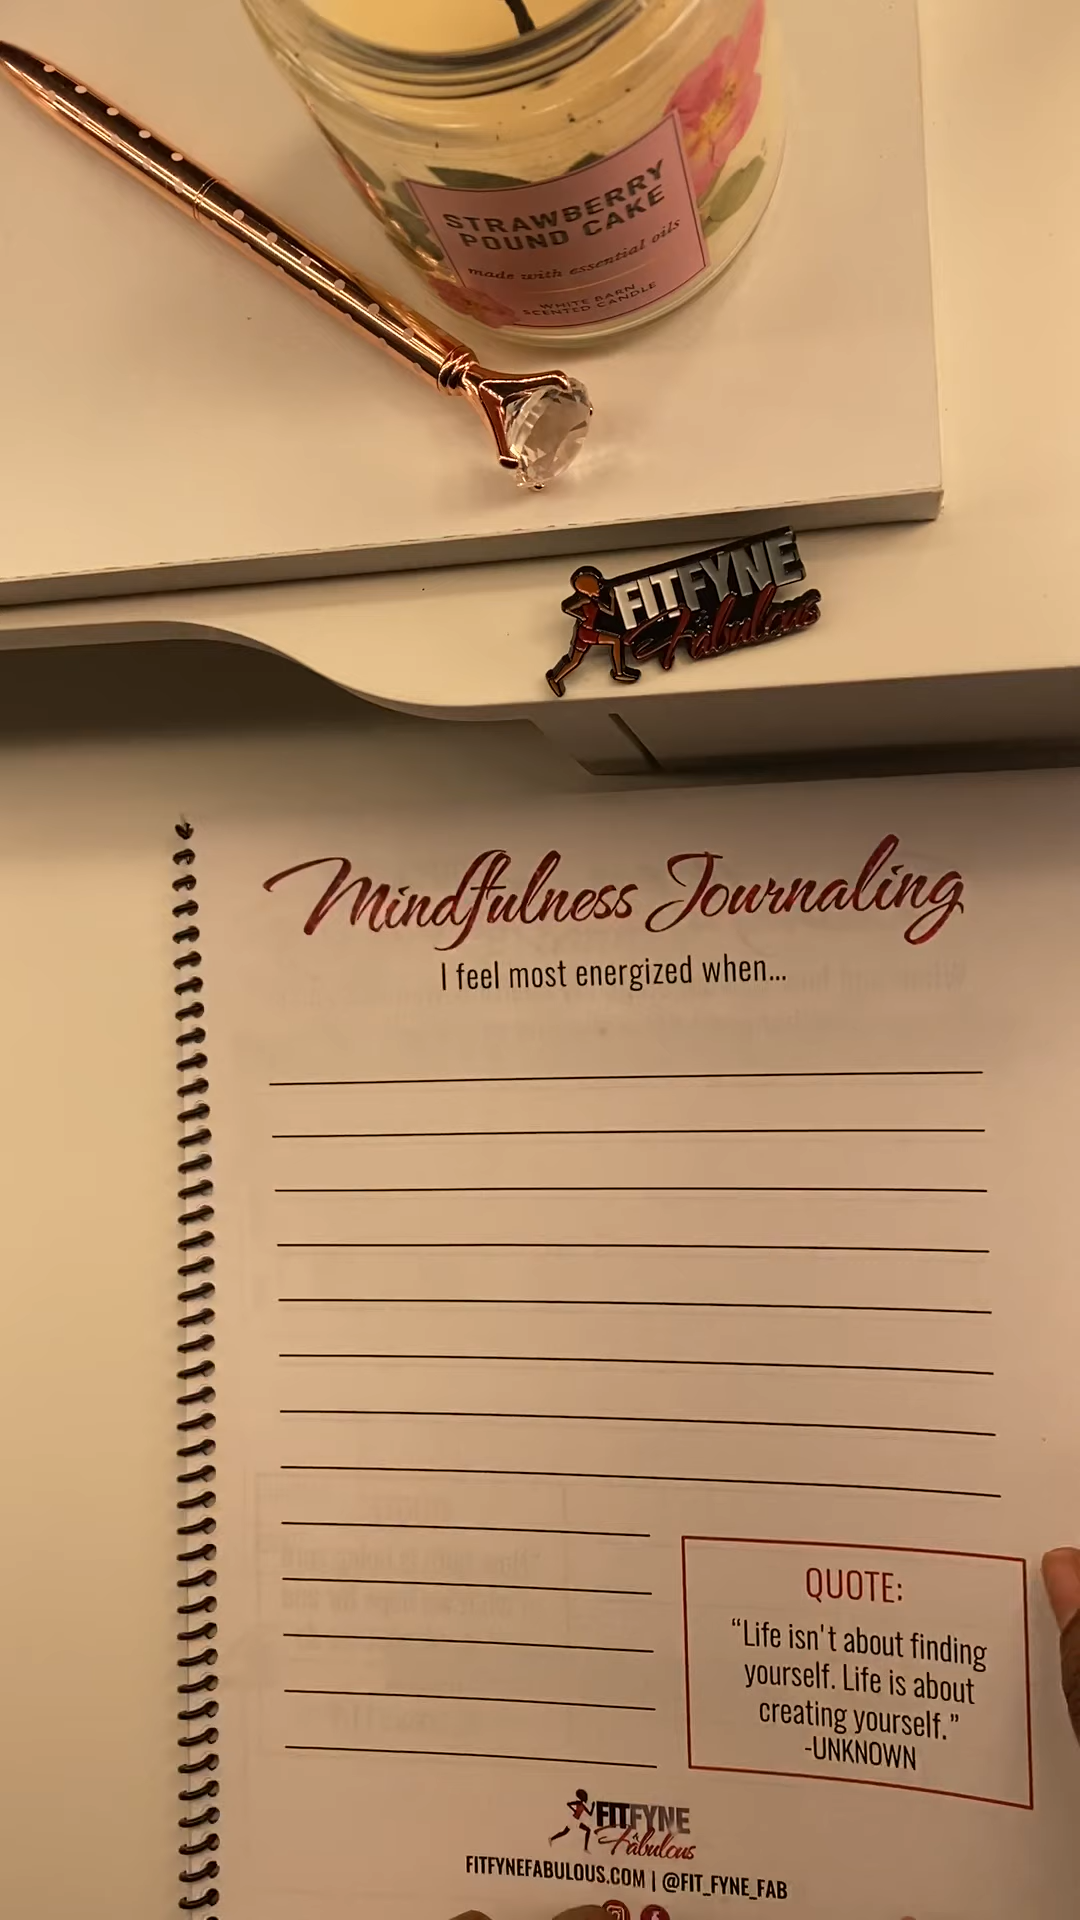 STRAWBERRY
POUND CAKE
made with essential oils
WHITE BARN
SCENTED CANDLE
FITFYNE
Fabulous
Mindfulness Journaling
I feel most energized when...
QUOTE:
“Life isn't about finding
yourself. Life is about
creating yourself.”
-UNKNOWN
FITFYNE
& Fabulous
FITFYNEFABULOUS.COM | @FIT_FYNE_FAB